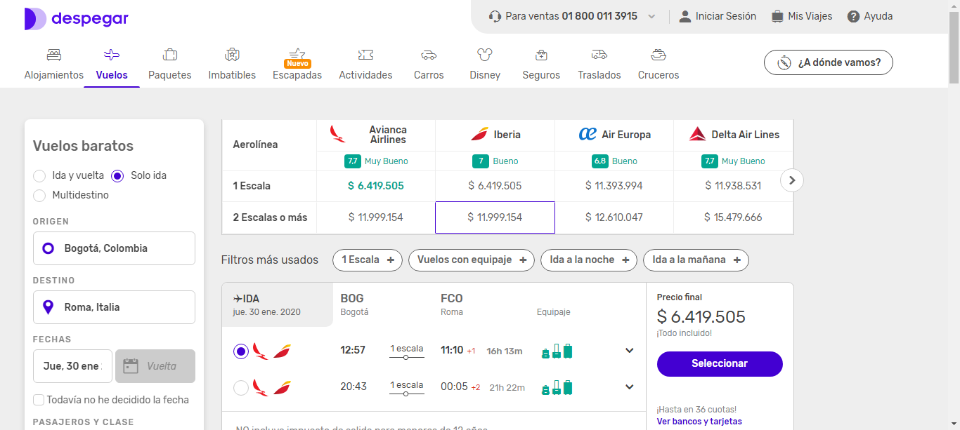 despegar
Para ventas 01 800 011 3915
Iniciar Sesión
Mis Viajes
Ayuda
Alojamientos
Vuelos
Paquetes
Imbatibles
Nuevo
Escapadas
Actividades
Carros
Disney
Seguros
Traslados
Cruceros
¿A dónde vamos?
Vuelos baratos
Ida y vuelta
Solo ida
Multidestino
ORIGEN
Bogotá, Colombia
DESTINO
Roma, Italia
FECHAS
Jue, 30 ene
Vuelta
Todavía no he decidido la fecha
PASAJEROS Y CLASE
Aerolínea
Avianca Airlines
Iberia
Air Europa
Delta Air Lines
7,7 Muy Bueno
7 Bueno
6,8 Bueno
7,7 Muy Bueno
1 Escala
$ 6.419.505
$ 6.419.505
$ 11.393.994
$ 11.938.531
2 Escalas o más
$ 11.999.154
$ 11.999.154
$ 12.610.047
$ 15.479.666
Filtros más usados
1 Escala +
Vuelos con equipaje +
Ida a la noche +
Ida a la mañana +
IDA
jue. 30 ene. 2020
BOG
Bogotá
FCO
Roma
Equipaje
12:57
1 escala
11:10 +1
16h 13m
20:43
1 escala
00:05 +2
21h 22m
NO incluye impuesto de salida para menores de 12 años
Precio final
$ 6.419.505
¡Todo incluido!
Seleccionar
¡Hasta en 36 cuotas!
Ver bancos y tarjetas